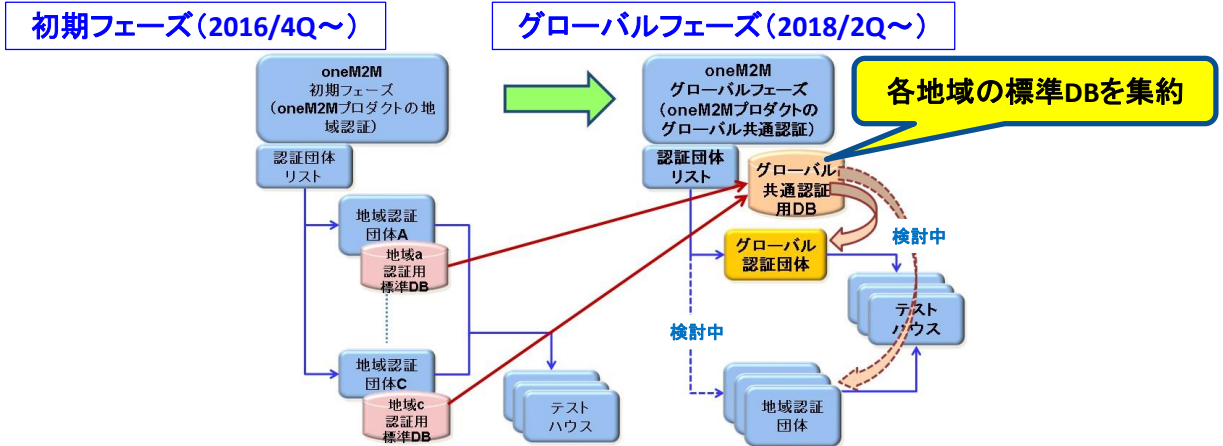 初期フェーズ(2016/4Q～)
グローバルフェーズ(2018/2Q～)
oneM2M
初期フェーズ
(oneM2Mプロダクトの地
域認証)
認証団体
リスト
地域認証
団体A
地域a
認証用
標準DB
地域認証
団体C
地域c
認証用
標準DB
テスト
ハウス
oneM2M
グローバルフェーズ
(oneM2Mプロダクトの
グローバル共通認証)
各地域の標準DBを集約
認証団体
リスト
グローバル
共通認証
用DB
グローバル
認証団体
検討中
テスト
ハウス
検討中
地域認証
団体